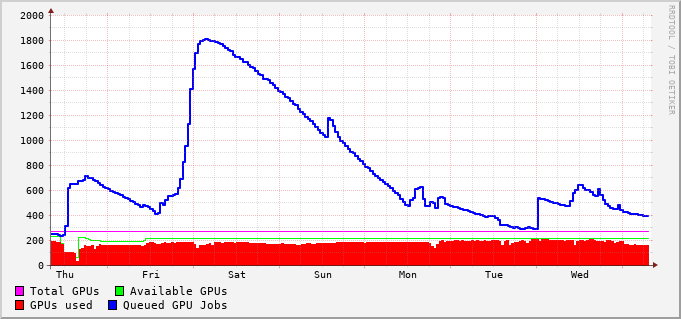 2000
1800
1600
1400
1200
1000
800
600
400
200
0
Thu Fri Sat Sun Mon Tue Wed
Total GPUs Available GPUs
GPUs used Queued GPU Jobs
RRDTOOL / TOBI OETIKER